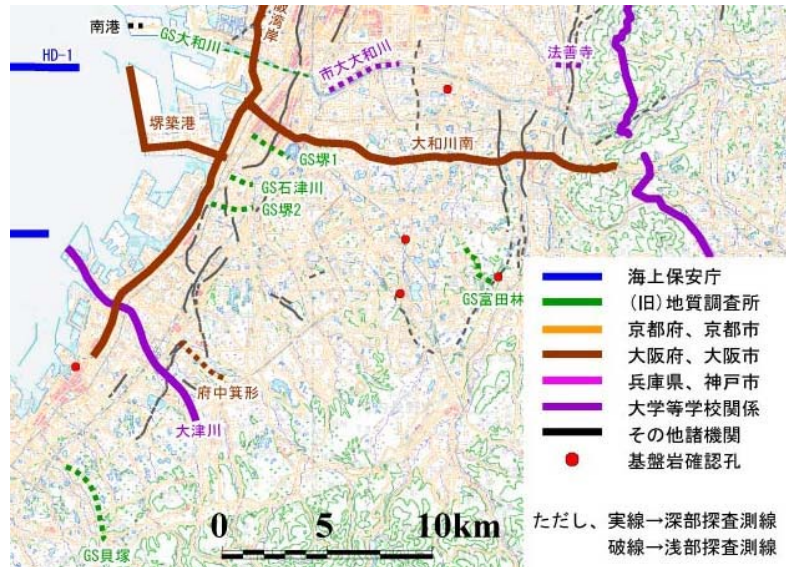 南港
阪湾岸
GS大和川
HD-1
市大大和川
法善寺
堺築港
大和川南
GS堺1
GS石津川
GS堺2
GS富田林
府中箕形
大津川
GS貝塚
海上保安庁
(旧)地質調査所
京都府、京都市
大阪府、大阪市
兵庫県、神戸市
大学等学校関係
その他諸機関
基盤岩確認孔
0 5 10km
ただし、実線→深部探査測線
破線→浅部探査測線